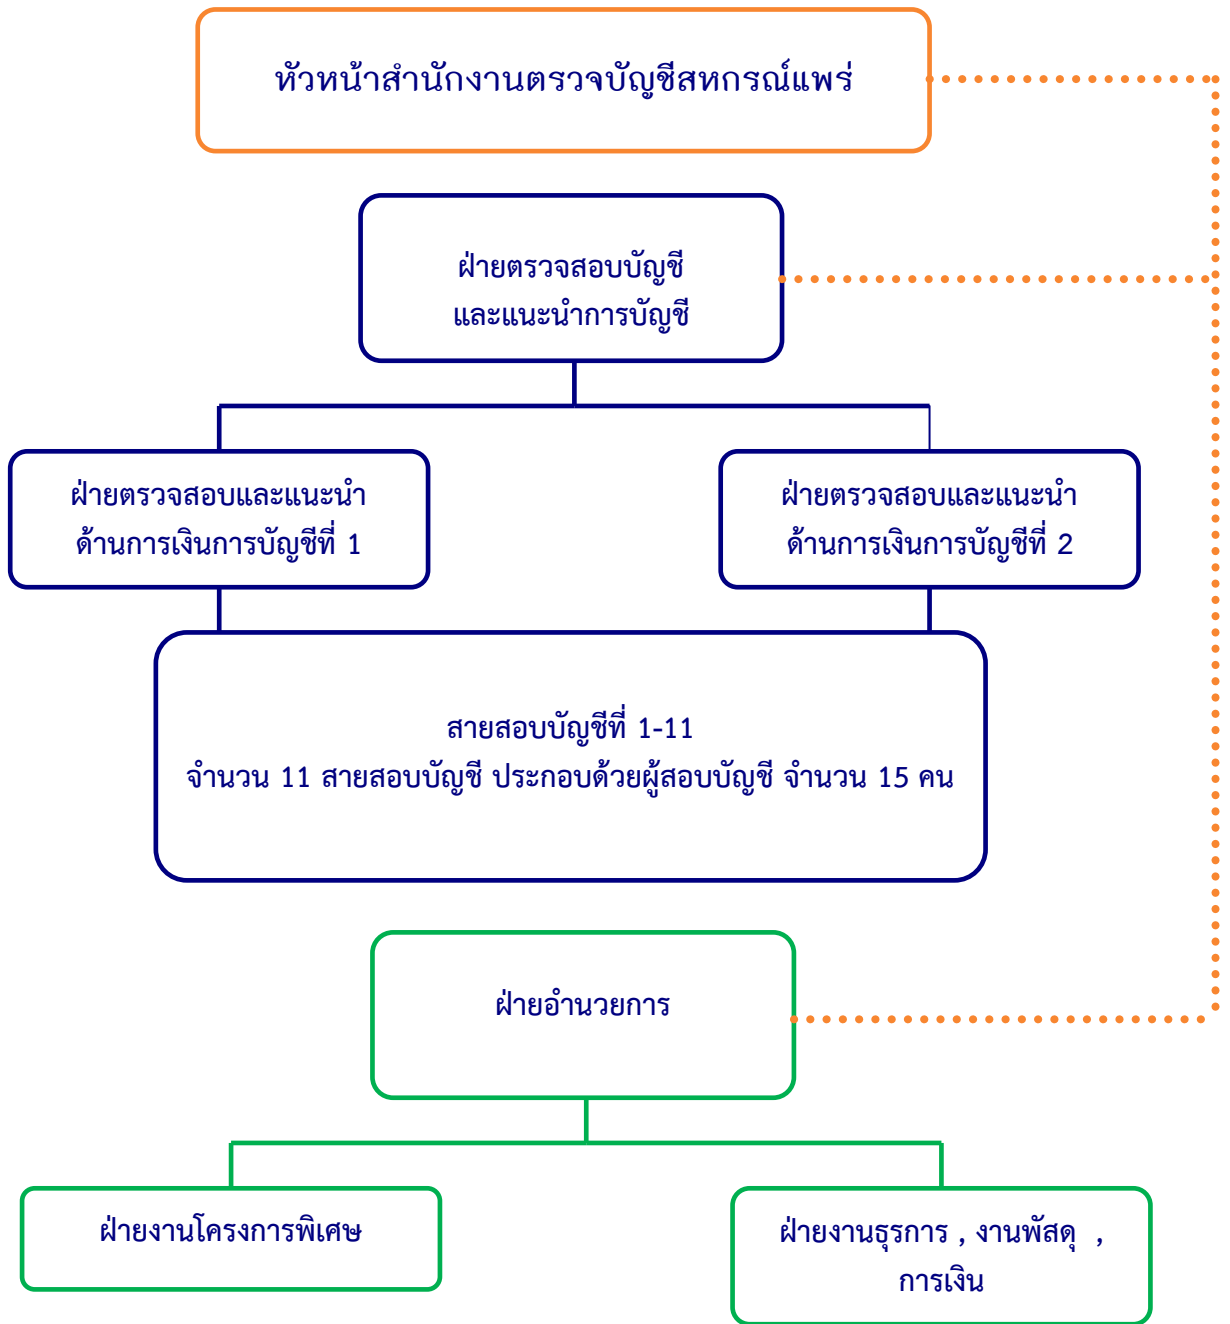 หัวหน้าสำนักงานตรวจบัญชีสหกรณ์แพร่
ฝ่ายตรวจสอบบัญชี
และแนะนำการบัญชี
ฝ่ายตรวจสอบและแนะนำ
ด้านการเงินการบัญชีที่ 1
ฝ่ายตรวจสอบและแนะนำ
ด้านการเงินการบัญชีที่ 2
สายสอบบัญชีที่ 1-11
จำนวน 11 สายสอบบัญชี ประกอบด้วยผู้สอบบัญชี จำนวน 15 คน
ฝ่ายอำนวยการ
ฝ่ายงานโครงการพิเศษ
ฝ่ายงานธุรการ , งานพัสดุ ,
การเงิน